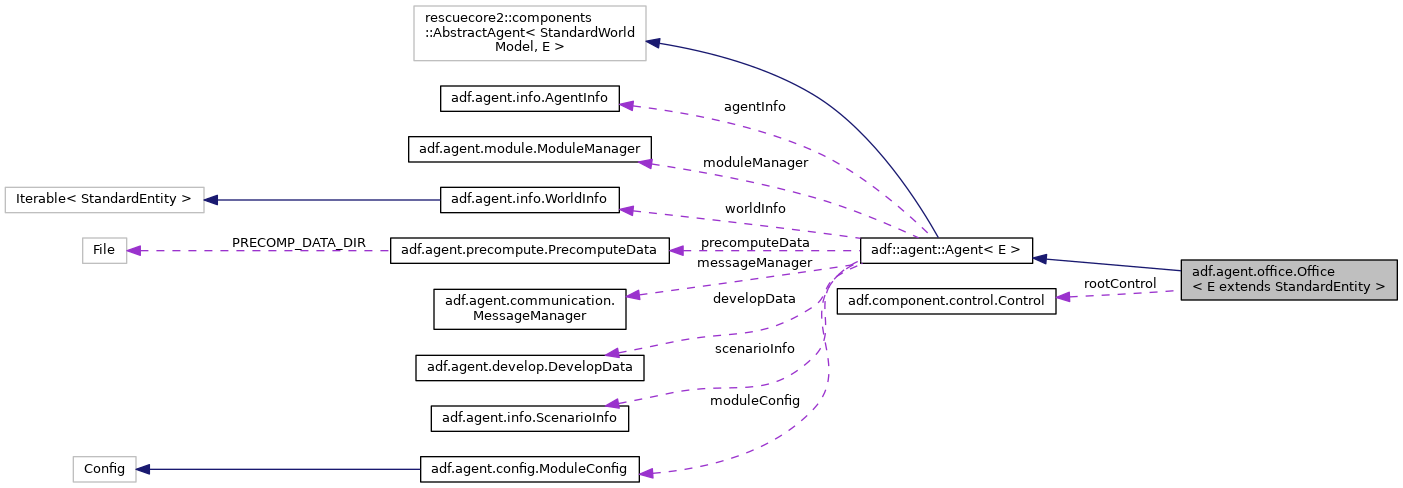 rescuecore2::components
::AbstractAgent< StandardWorld
Model, E >
adf.agent.info.AgentInfo
agentInfo
adf.agent.module.ModuleManager
moduleManager
Iterable< StandardEntity >
adf.agent.info.WorldInfo
worldInfo
File
PRECOMP_DATA_DIR
adf.agent.precompute.PrecomputeData
precomputeData
adf::agent::Agent< E >
messageManager
adf.agent.communication.
MessageManager
developData
adf.component.control.Control
rootControl
adf.agent.office.Office
< E extends StandardEntity >
adf.agent.develop.DevelopData
scenarioInfo
adf.agent.info.ScenarioInfo
moduleConfig
Config
adf.agent.config.ModuleConfig